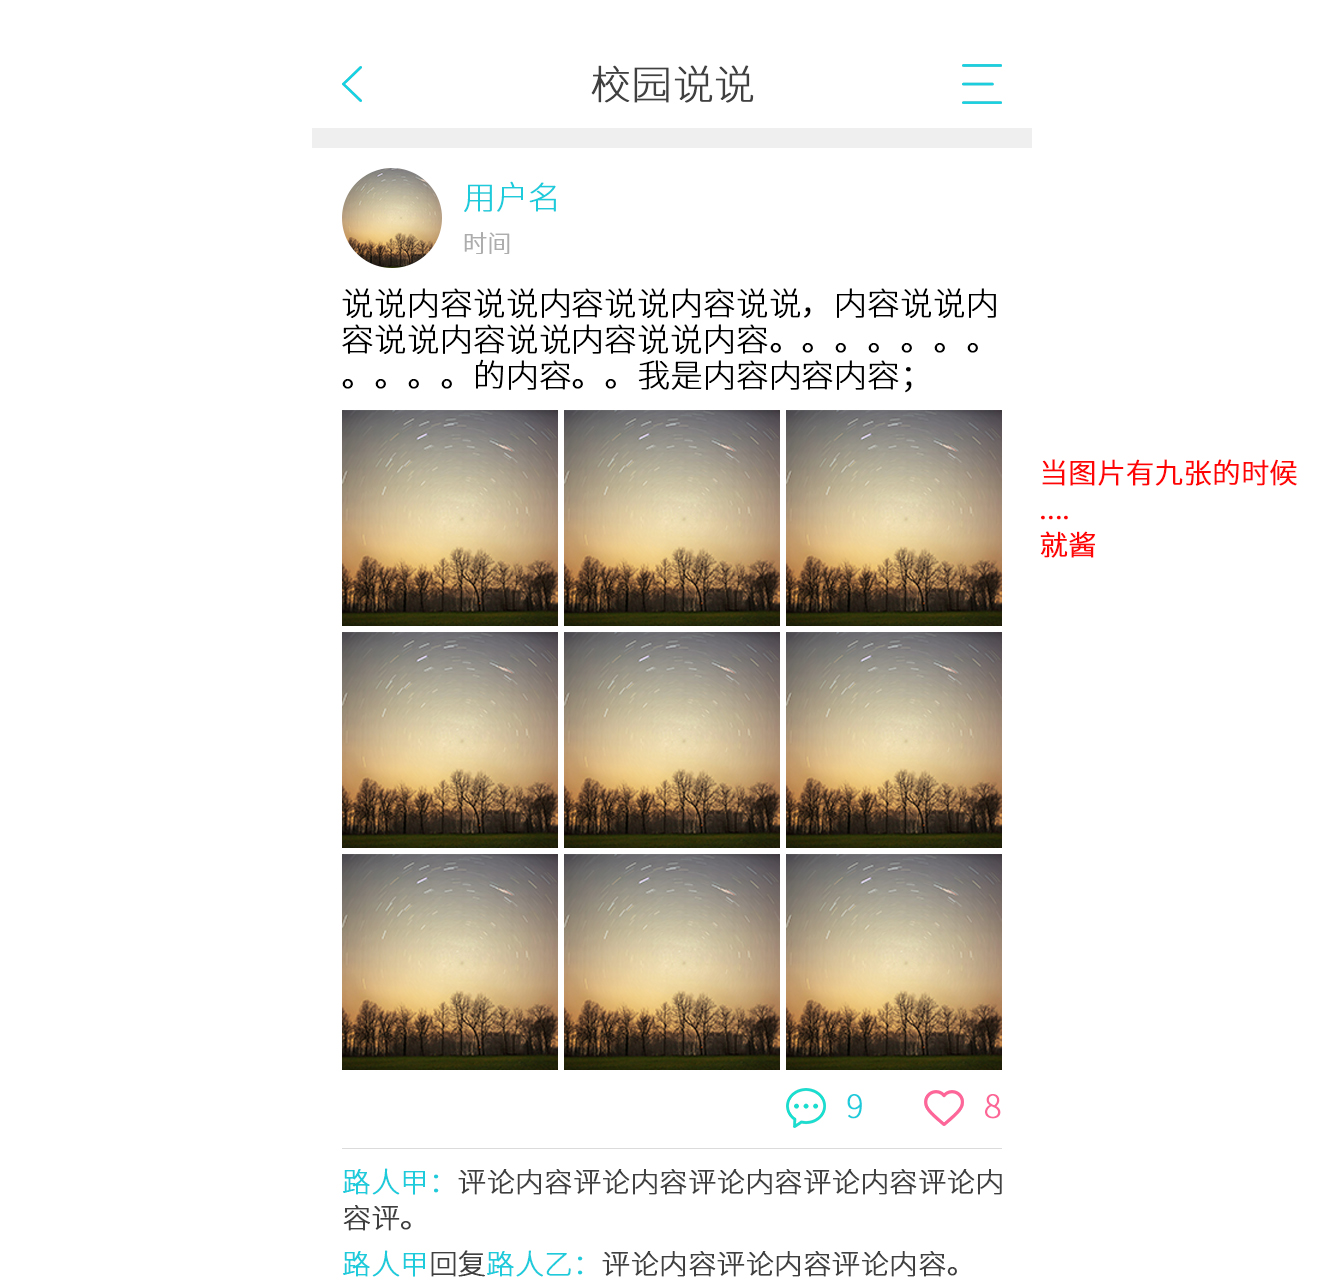 校园说说
用户名
时间
说说内容说说内容说说内容说说，内容说说内
容说说内容说说内容说说内容。。。。。。。
。。。。的内容。。我是内容内容内容；
当图片有九张的时候
....
就酱
9
8
路人甲：评论内容评论内容评论内容评论内容评论内
容评。
路人甲回复路人乙：评论内容评论内容评论内容。